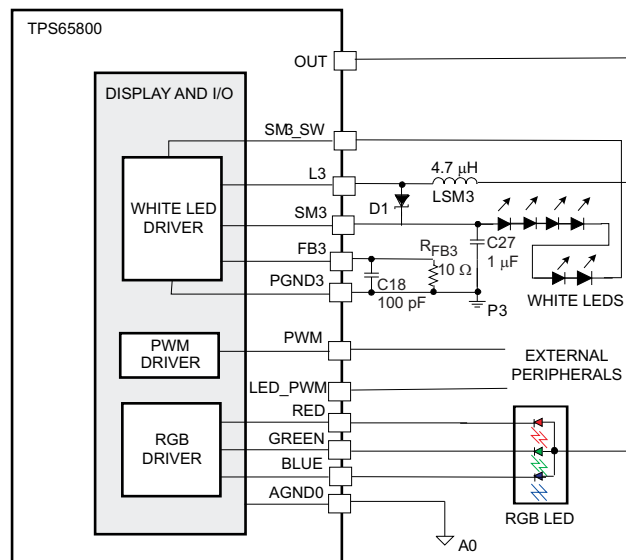 TPS65800
OUT
DISPLAY AND I/O
SM3_SW
WHITE LED
DRIVER
L3
4.7 μH
LSM3
D1
SM3
FB3
RFB3
10 Ω
C27
1 μF
C18
100 pF
PGND3
P3
WHITE LEDS
PWM
DRIVER
PWM
EXTERNAL
PERIPHERALS
LED_PWM
RGB
DRIVER
RED
GREEN
BLUE
AGND0
RGB LED
A0